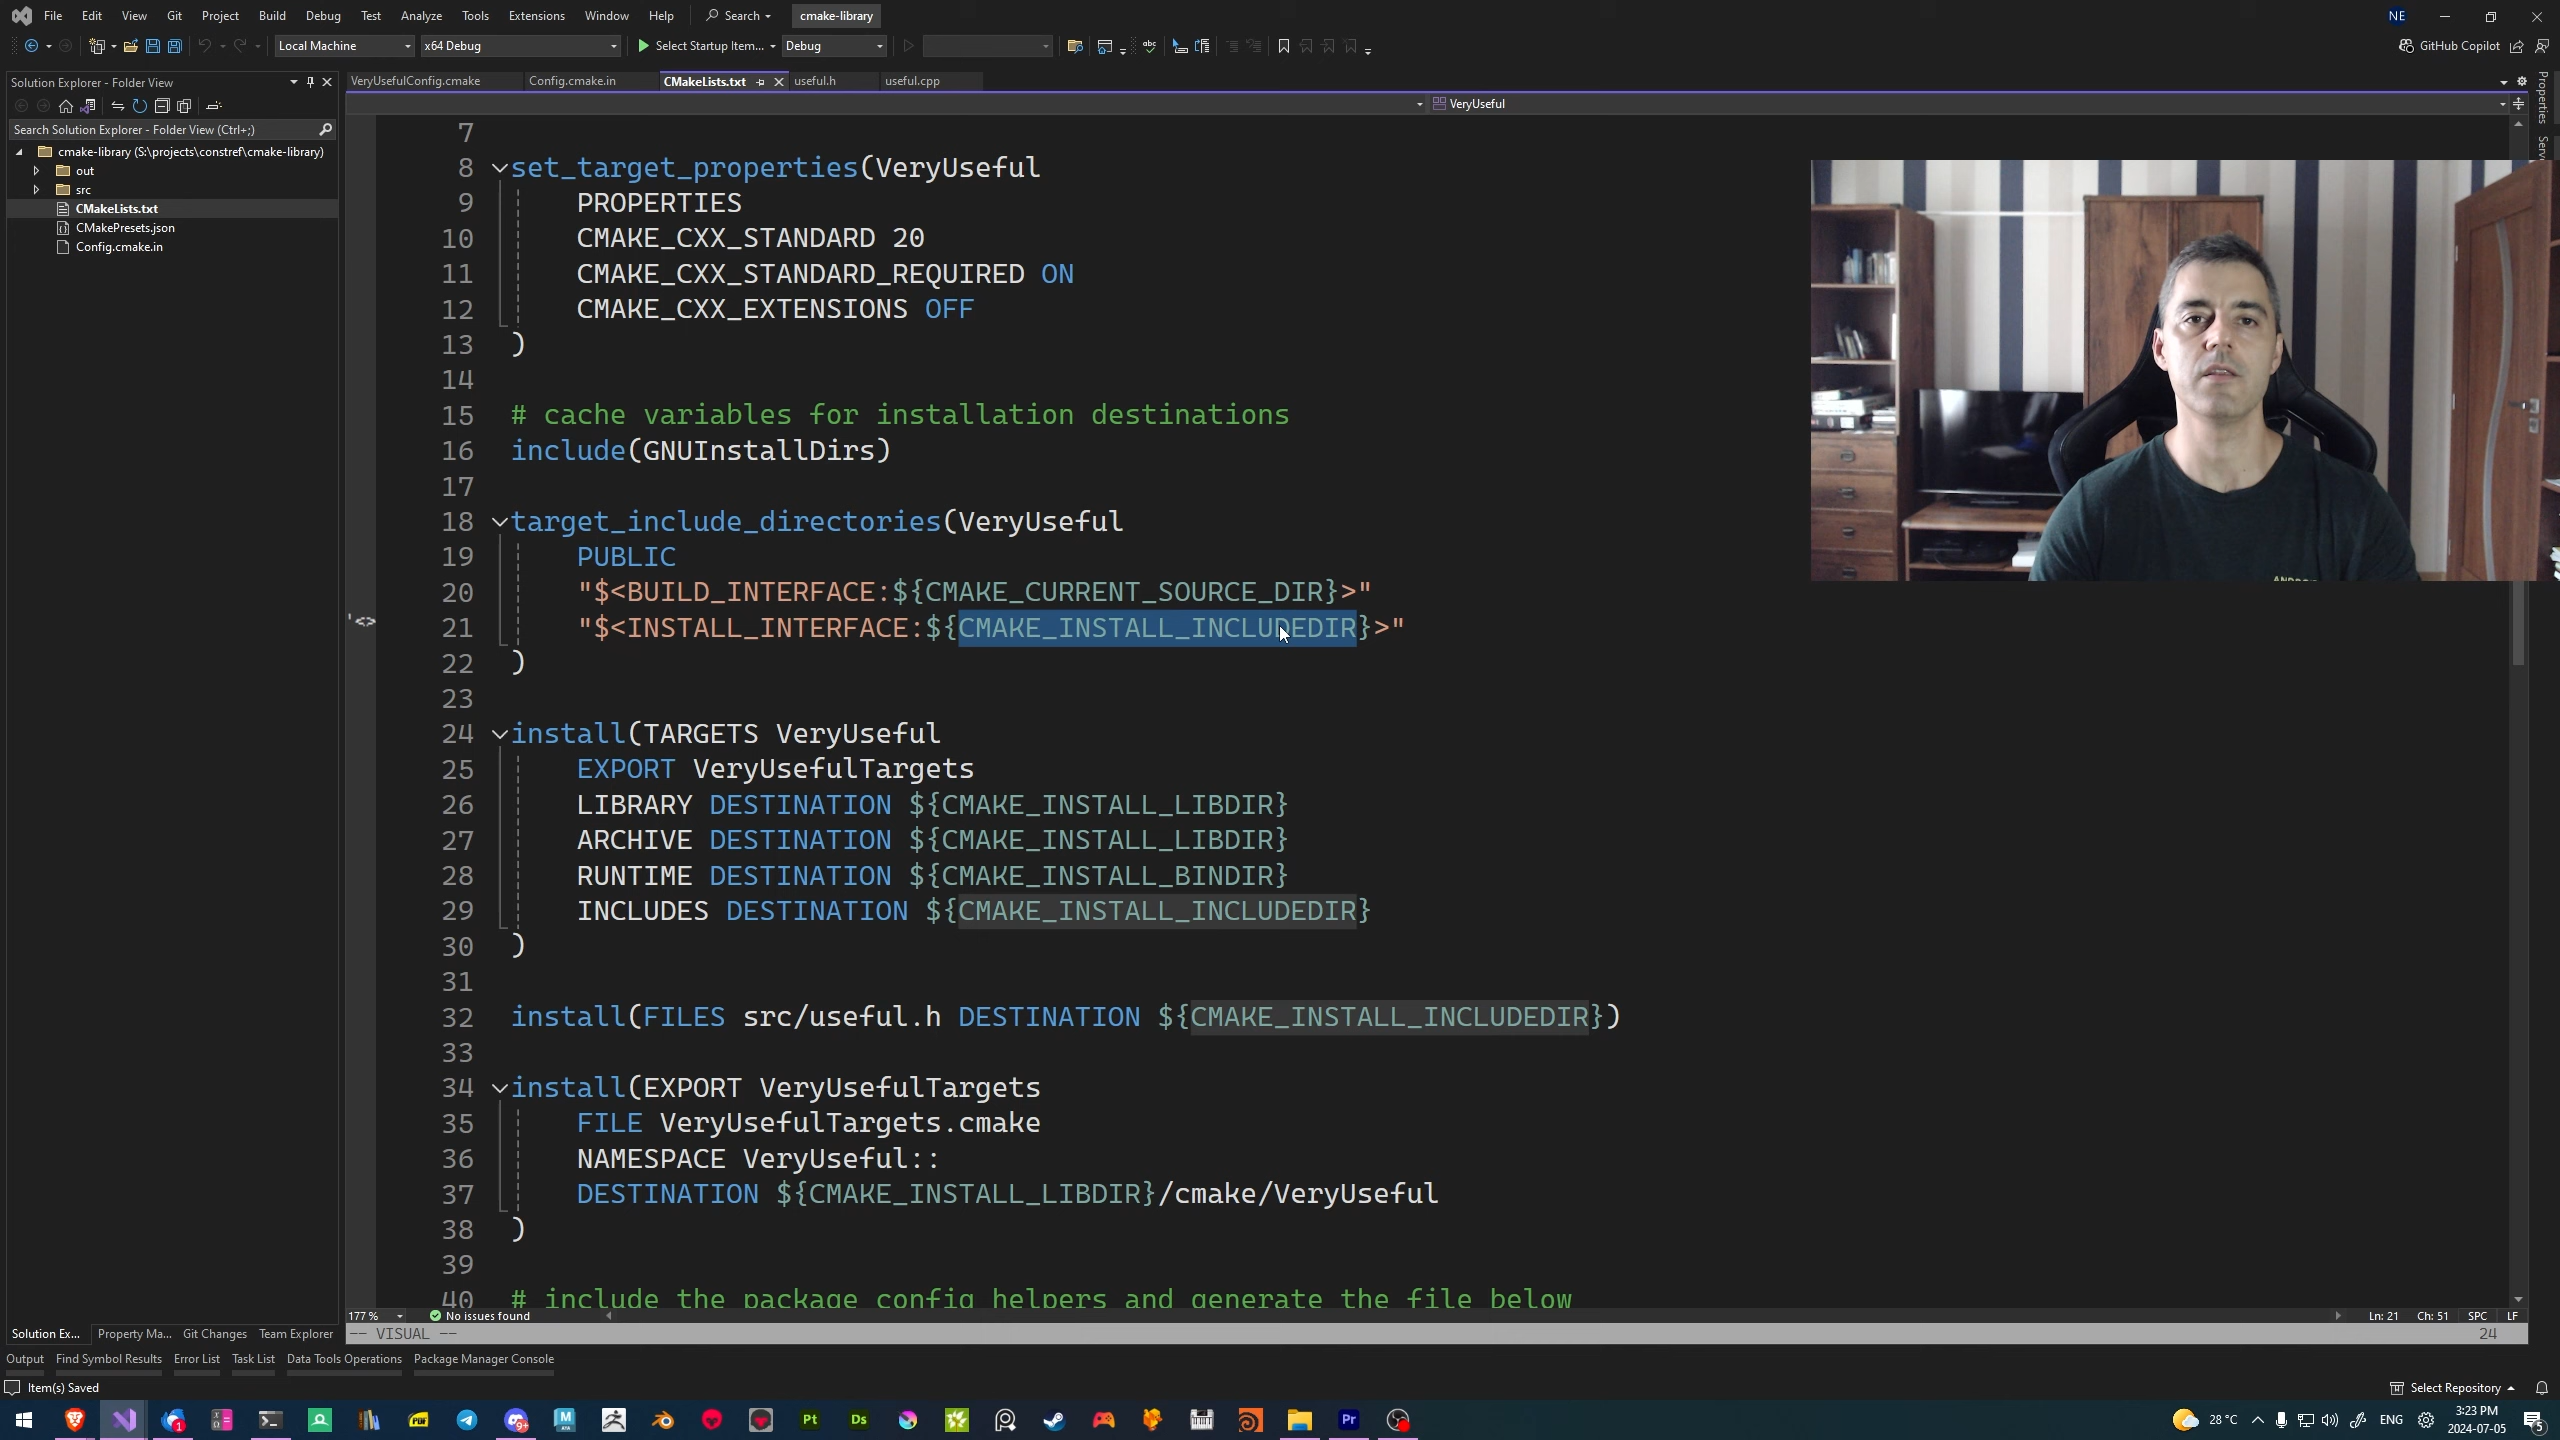 File Edit View Git Project Build Debug Test Analyze Tools Extensions Window Help Search cmake-library NE
Local Machine x64 Debug Select Startup Item... Debug GitHub Copilot
Solution Explorer - Folder View
Search Solution Explorer - Folder View (Ctrl+;)
cmake-library (S:\projects\constref\cmake-library)
out
src
CMakeLists.txt
CMakePresets.json
Config.cmake.in
VeryUsefulConfig.cmake Config.cmake.in CMakeLists.txt useful.h useful.cpp
VeryUseful
Properties
7
8 set_target_properties(VeryUseful
9 PROPERTIES
10 CMAKE_CXX_STANDARD 20
11 CMAKE_CXX_STANDARD_REQUIRED ON
12 CMAKE_CXX_EXTENSIONS OFF
13 )
14
15 # cache variables for installation destinations
16 include(GNUInstallDirs)
17
18 target_include_directories(VeryUseful
19 PUBLIC
20 "$<BUILD_INTERFACE:${CMAKE_CURRENT_SOURCE_DIR}>"
21 "$<INSTALL_INTERFACE:${CMAKE_INSTALL_INCLUDEDIR}>"
22 )
23
24 install(TARGETS VeryUseful
25 EXPORT VeryUsefulTargets
26 LIBRARY DESTINATION ${CMAKE_INSTALL_LIBDIR}
27 ARCHIVE DESTINATION ${CMAKE_INSTALL_LIBDIR}
28 RUNTIME DESTINATION ${CMAKE_INSTALL_BINDIR}
29 INCLUDES DESTINATION ${CMAKE_INSTALL_INCLUDEDIR}
30 )
31
32 install(FILES src/useful.h DESTINATION ${CMAKE_INSTALL_INCLUDEDIR})
33
34 install(EXPORT VeryUsefulTargets
35 FILE VeryUsefulTargets.cmake
36 NAMESPACE VeryUseful::
37 DESTINATION ${CMAKE_INSTALL_LIBDIR}/cmake/VeryUseful
38 )
39
40 # include the package config helpers and generate the file below
177 % No issues found Ln: 21 Ch: 51 SPC LF
-- VISUAL -- 24
Solution Ex... Property Ma... Git Changes Team Explorer
Output Find Symbol Results Error List Task List Data Tools Operations Package Manager Console
Item(s) Saved Select Repository
28°C ENG 3:23 PM
2024-07-05